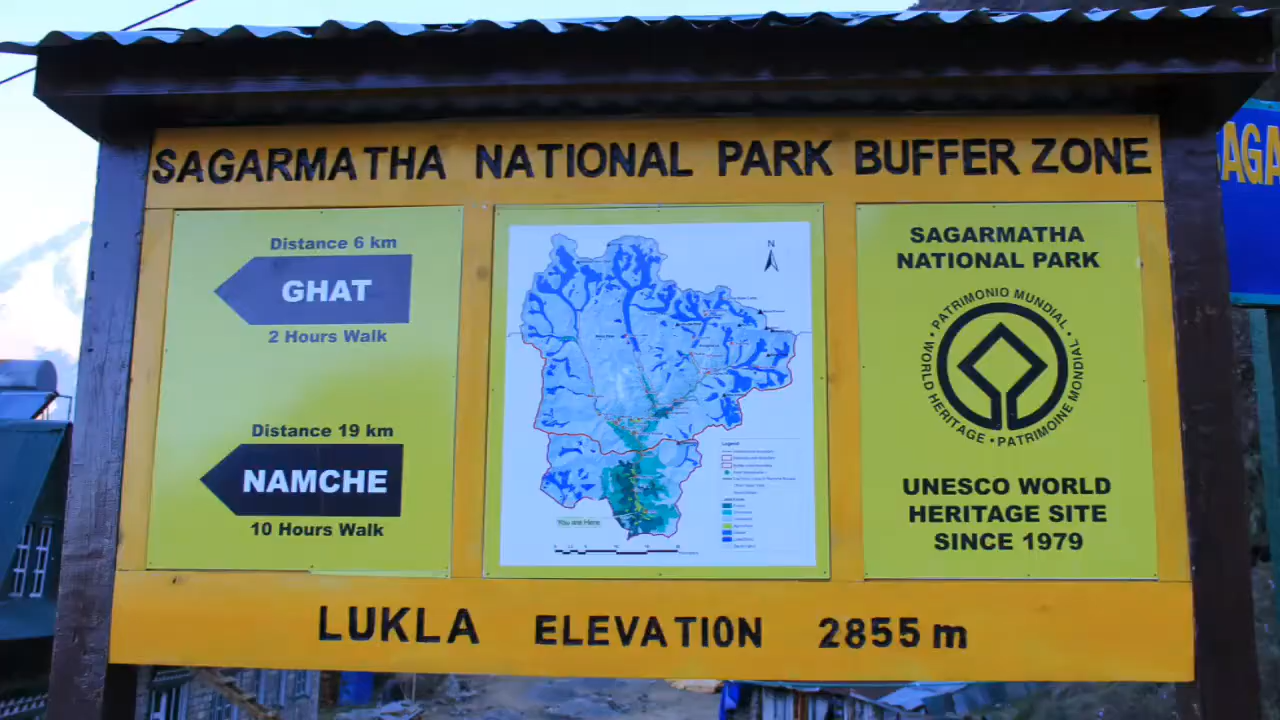 SAGARMATHA NATIONAL PARK BUFFER ZONE
Distance 6 km
GHAT
2 Hours Walk
Distance 19 km
NAMCHE
10 Hours Walk
N
Legend
You are Here
SAGARMATHA
NATIONAL PARK
PATRIMONIO MUNDIAL • WORLD HERITAGE • PATRIMOINE MONDIAL •
UNESCO WORLD
HERITAGE SITE
SINCE 1979
AGA
LUKLA ELEVATION 2855 m